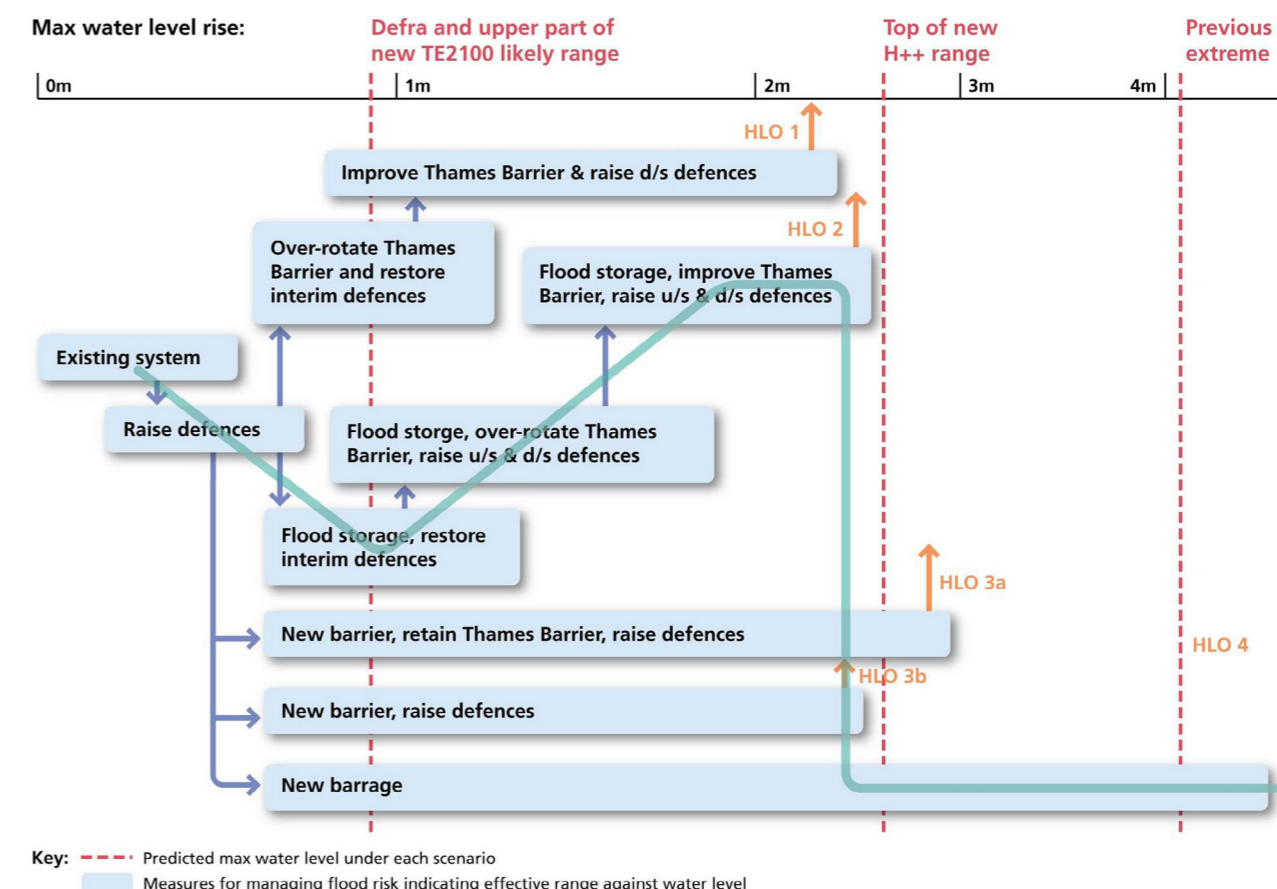 Max water level rise:
Defra and upper part of
new TE2100 likely range
Top of new
H++ range
Previous
extreme
0m
1m
2m
3m
4m
HLO 1
Improve Thames Barrier & raise d/s defences
HLO 2
Over-rotate Thames
Barrier and restore
interim defences
Flood storage, improve Thames
Barrier, raise u/s & d/s defences
Existing system
Raise defences
Flood storge, over-rotate Thames
Barrier, raise u/s & d/s defences
Flood storage, restore
interim defences
HLO 3a
New barrier, retain Thames Barrier, raise defences
HLO 4
HLO 3b
New barrier, raise defences
New barrage
Key:
Predicted max water level under each scenario
Measures for managing flood risk indicating effective range against water level